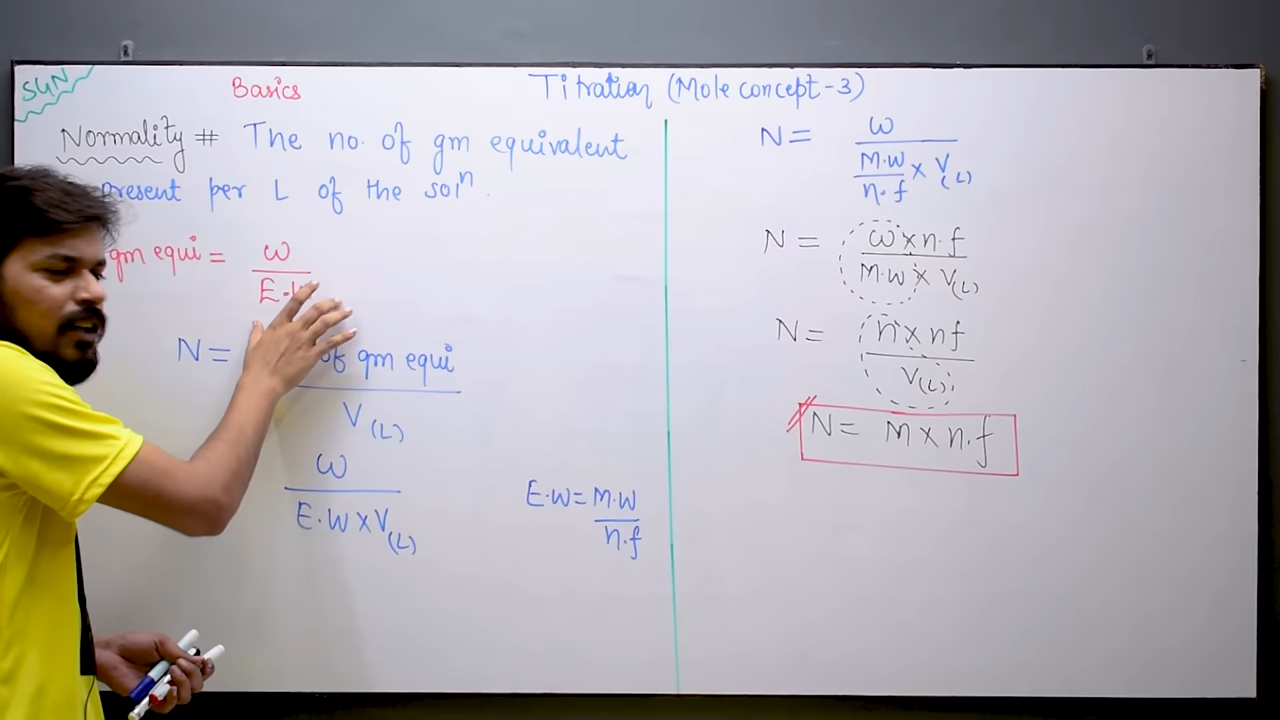 SUN
Basics
Titration (Mole concept-3)
Normality # The no. of gm equivalent
present per L of the solⁿ.
gm equi = w
E.
N = of gm equi
V(L)
w
E.W x V(L)
E.W = M.W
n.f
N = w
M.W x V(L)
n.f
N = w x n.f
M.W x V(L)
N = n x nf
V(L)
N = M x n.f